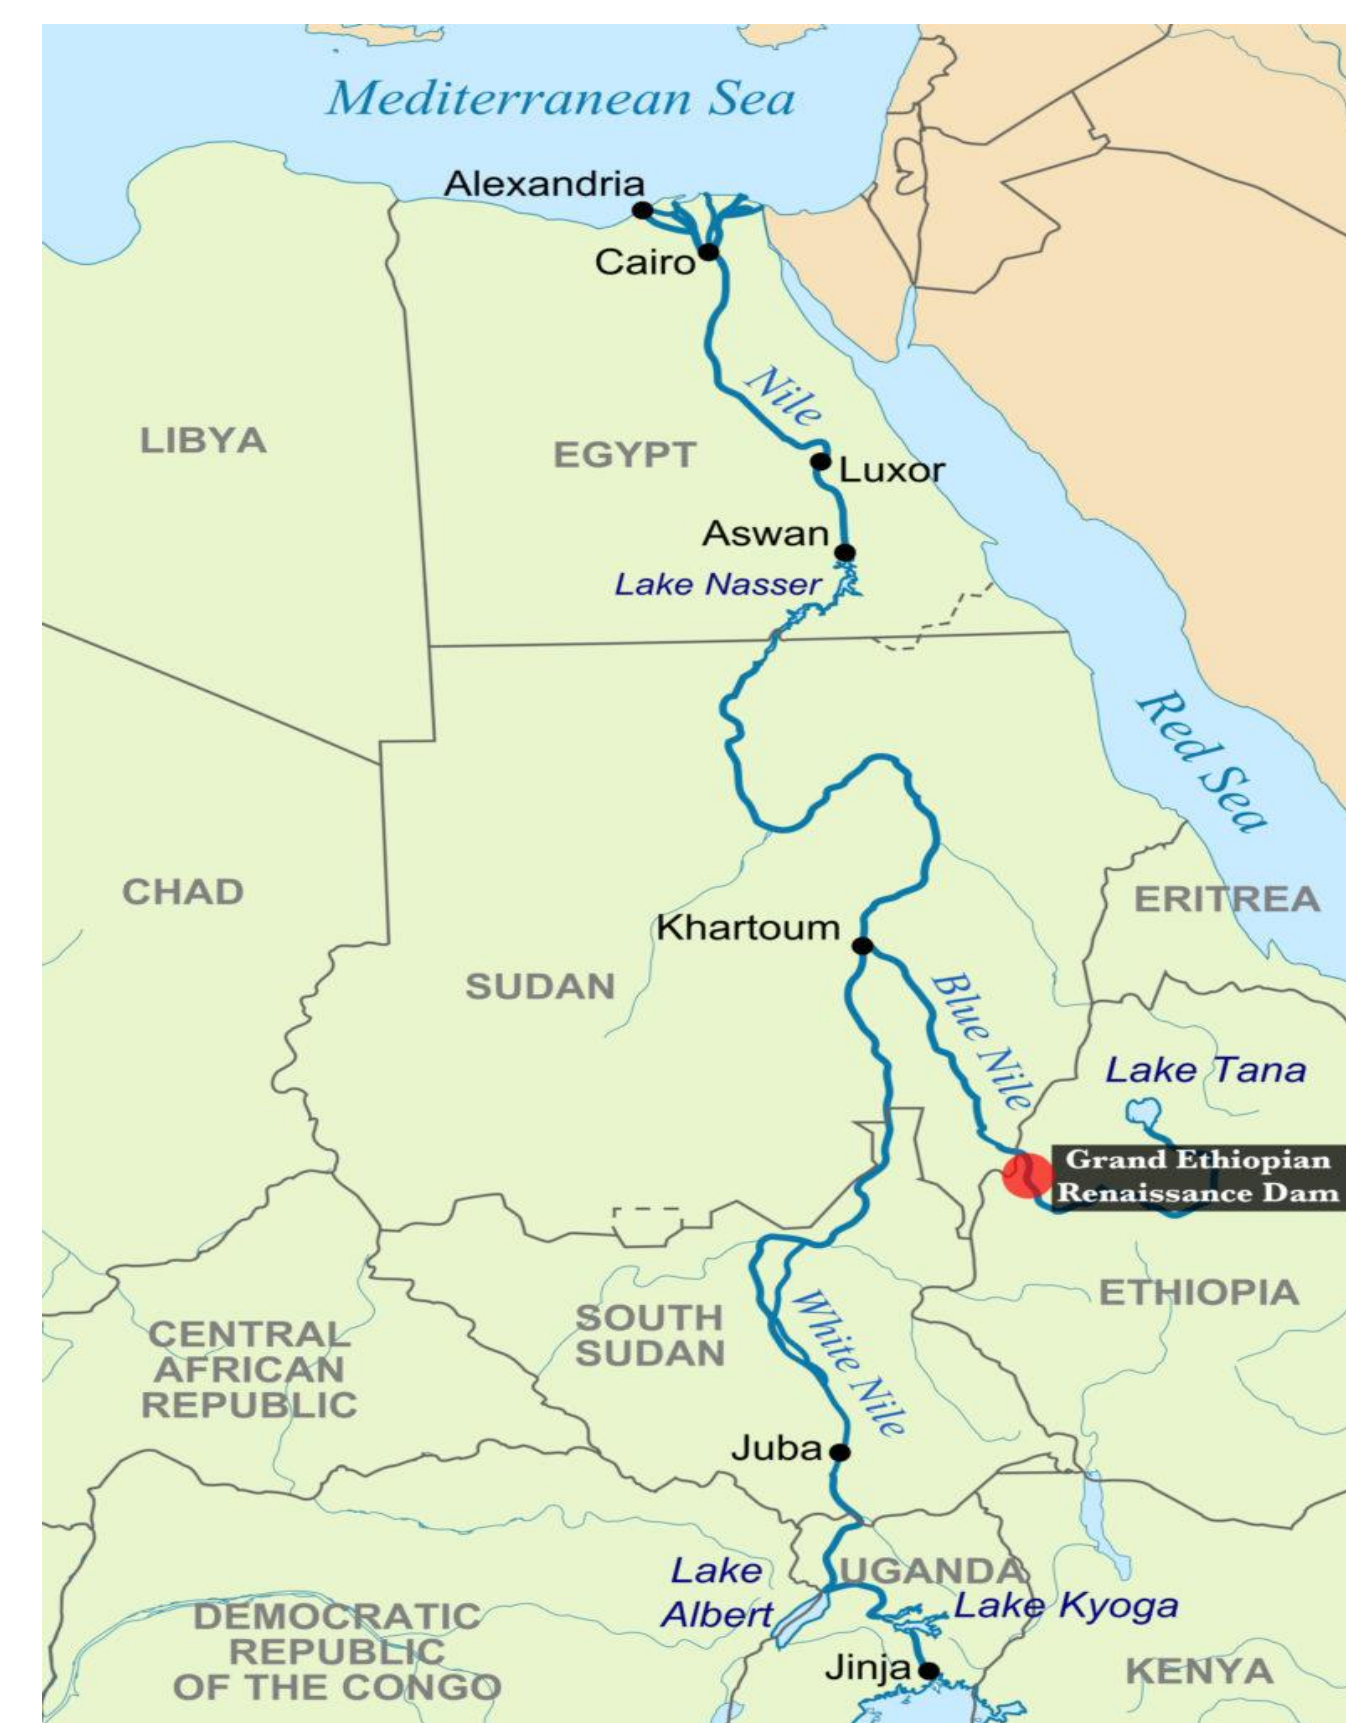 Mediterranean Sea
Alexandria
Cairo
Nile
LIBYA
EGYPT
Luxor
Aswan
Lake Nasser
Red Sea
CHAD
ERITREA
Khartoum
SUDAN
Blue Nile
Lake Tana
Grand Ethiopian
Renaissance Dam
ETHIOPIA
SOUTH
SUDAN
White Nile
CENTRAL
AFRICAN
REPUBLIC
Juba
Lake
Albert
UGANDA
Lake Kyoga
DEMOCRATIC
REPUBLIC
OF THE CONGO
Jinja
KENYA